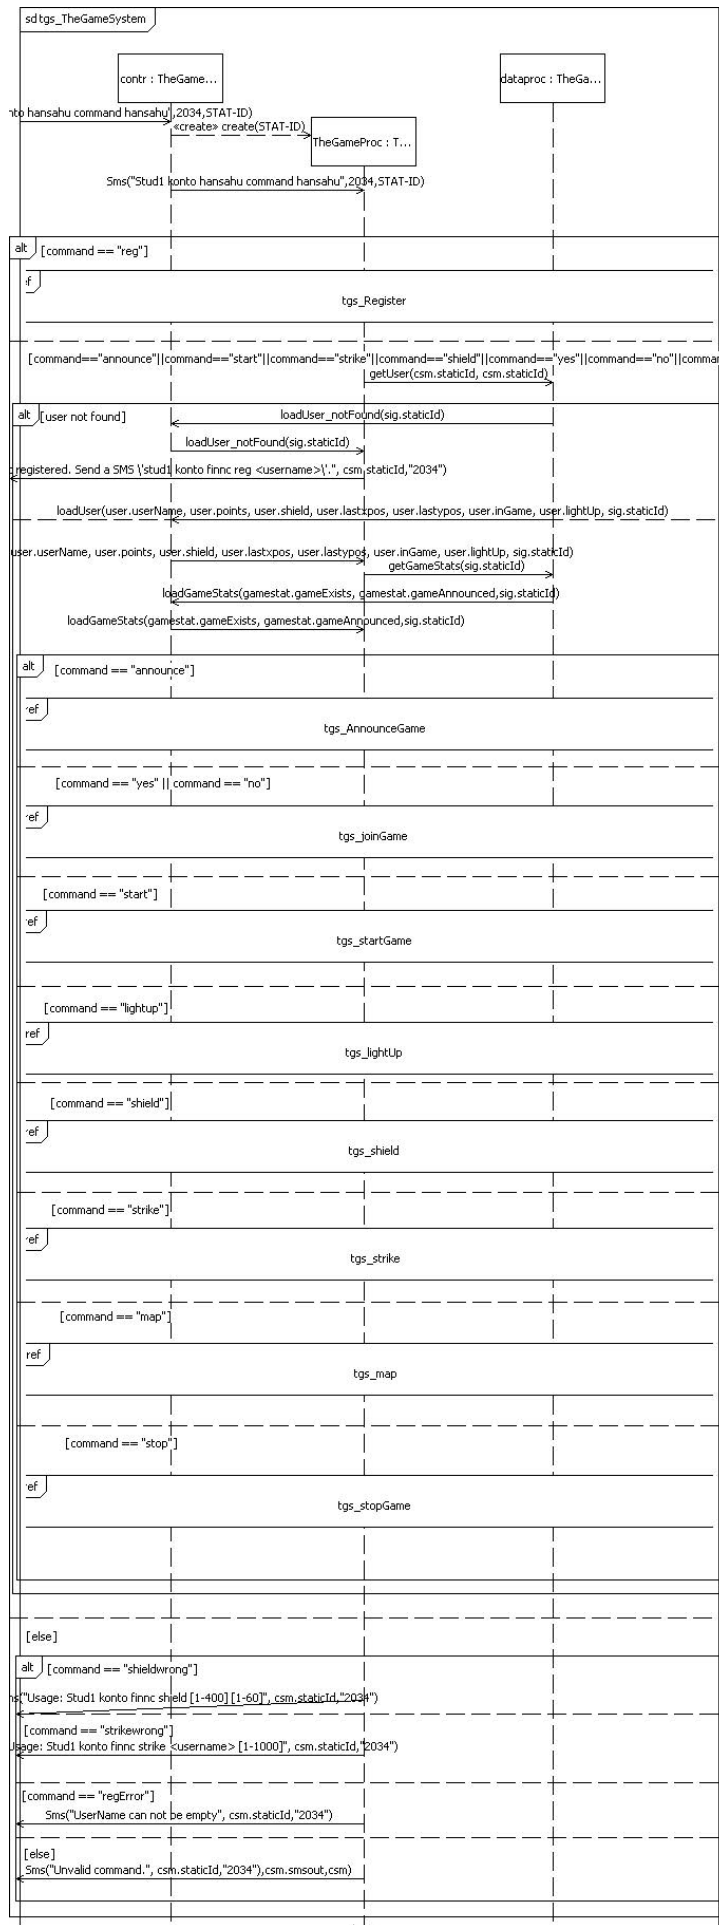 sd tgs_TheGameSystem
contr : TheGame...
dataproc : TheGa...
nto hansahu command hansahu",2034,STAT-ID)
«create» create(STAT-ID)
TheGameProc : T...
Sms("Stud1 konto hansahu command hansahu",2034,STAT-ID)
alt
[command == "reg"]
ef
tgs_Register
[command=="announce"||command=="start"||command=="strike"||command=="shield"||command=="yes"||command=="no"||comman
getUser(csm.staticId, csm.staticId)
alt
[user not found]
loadUser_notFound(sig.staticId)
loadUser_notFound(sig.staticId)
registered. Send a SMS \'stud1 konto finnc reg <username>\'.", csm.staticId,"2034")
loadUser(user.userName, user.points, user.shield, user.lastxpos, user.lastypos, user.inGame, user.lightUp, sig.staticId)
user.userName, user.points, user.shield, user.lastxpos, user.lastypos, user.inGame, user.lightUp, sig.staticId)
getGameStats(sig.staticId)
loadGameStats(gamestat.gameExists, gamestat.gameAnnounced,sig.staticId)
loadGameStats(gamestat.gameExists, gamestat.gameAnnounced,sig.staticId)
alt
[command == "announce"]
ref
tgs_AnnounceGame
[command == "yes" || command == "no"]
ref
tgs_joinGame
[command == "start"]
ref
tgs_startGame
[command == "lightup"]
ref
tgs_lightUp
[command == "shield"]
ref
tgs_shield
[command == "strike"]
ref
tgs_strike
[command == "map"]
ref
tgs_map
[command == "stop"]
ref
tgs_stopGame
[else]
alt
[command == "shieldwrong"]
ms("Usage: Stud1 konto finnc shield [1-400] [1-60]", csm.staticId,"2034")
[command == "strikewrong"]
Usage: Stud1 konto finnc strike <username> [1-1000]", csm.staticId,"2034")
[command == "regError"]
Sms("UserName can not be empty", csm.staticId,"2034")
[else]
Sms("Unvalid command.", csm.staticId,"2034"),csm.smsout,csm)